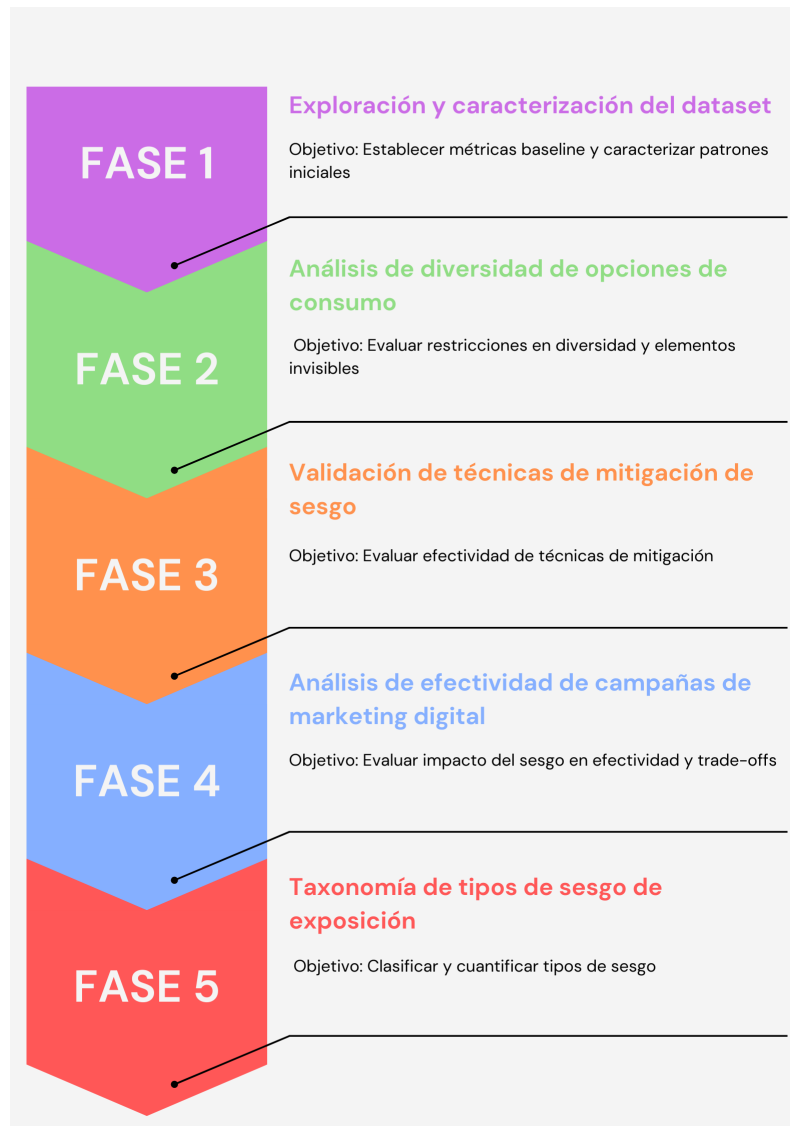 FASE 1
Exploración y caracterización del dataset
Objetivo: Establecer métricas baseline y caracterizar patrones
iniciales
FASE 2
Análisis de diversidad de opciones de
consumo
Objetivo: Evaluar restricciones en diversidad y elementos
invisibles
FASE 3
Validación de técnicas de mitigación de
sesgo
Objetivo: Evaluar efectividad de técnicas de mitigación
FASE 4
Análisis de efectividad de campañas de
marketing digital
Objetivo: Evaluar impacto del sesgo en efectividad y trade-offs
FASE 5
Taxonomía de tipos de sesgo de
exposición
Objetivo: Clasificar y cuantificar tipos de sesgo